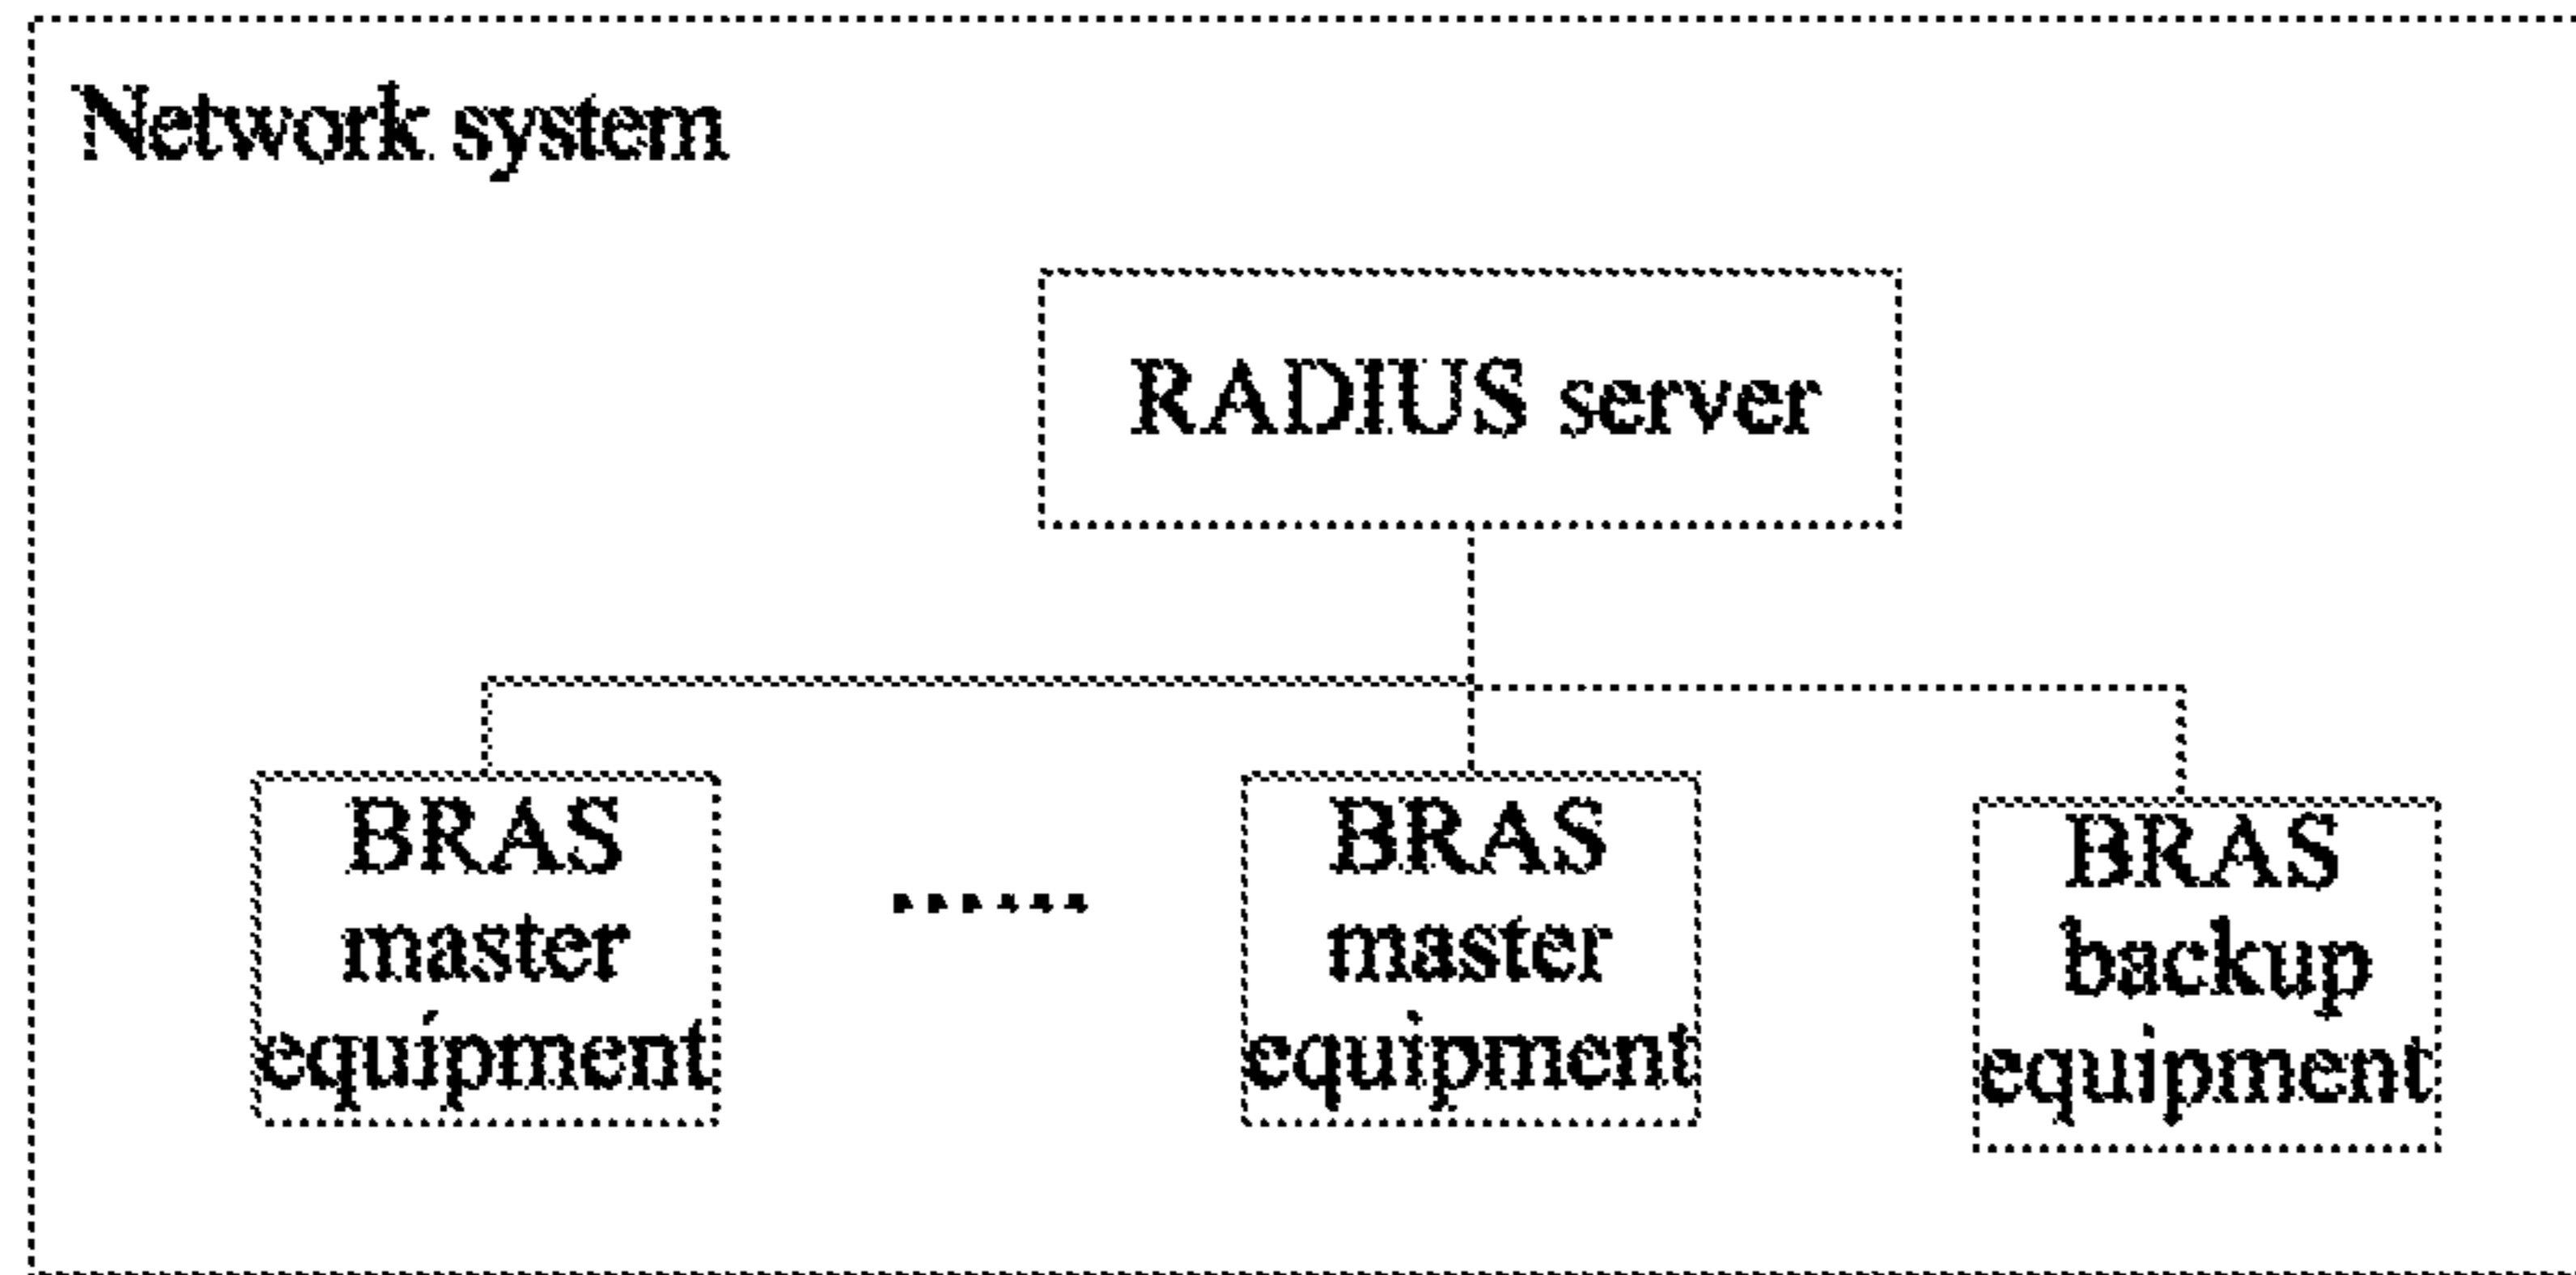 Network system
RADIUS server
BRAS
master
equipment
......
BRAS
master
equipment
BRAS
backup
equipment